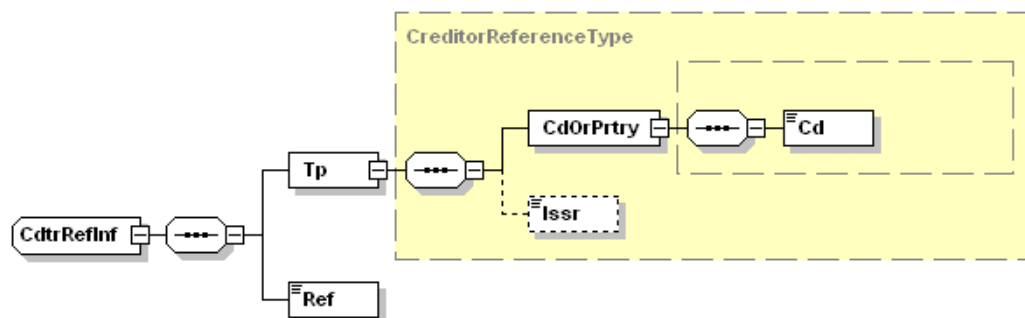 CreditorReferenceType
CdOrPrtry
Cd
Tp
Issr
CdtrRefInf
Ref